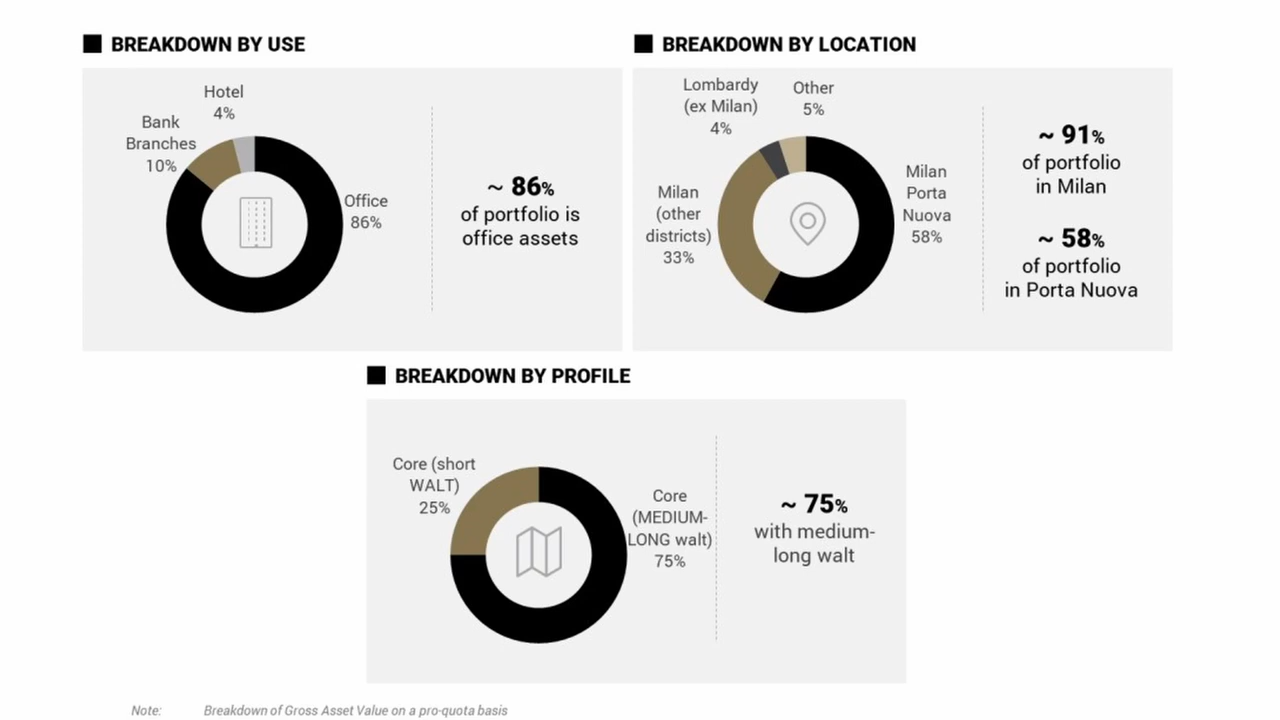 BREAKDOWN BY USE
Hotel
4%
Bank
Branches
10%
Office
86%
~ 86%
of portfolio is
office assets
BREAKDOWN BY LOCATION
Lombardy
(ex Milan)
4%
Other
5%
Milan
(other
districts)
33%
Milan
Porta
Nuova
58%
~ 91%
of portfolio
in Milan
~ 58%
of portfolio
in Porta Nuova
BREAKDOWN BY PROFILE
Core (short
WALT)
25%
Core
(MEDIUM-
LONG walt)
75%
~ 75%
with medium-
long walt
Note: Breakdown of Gross Asset Value on a pro-quota basis